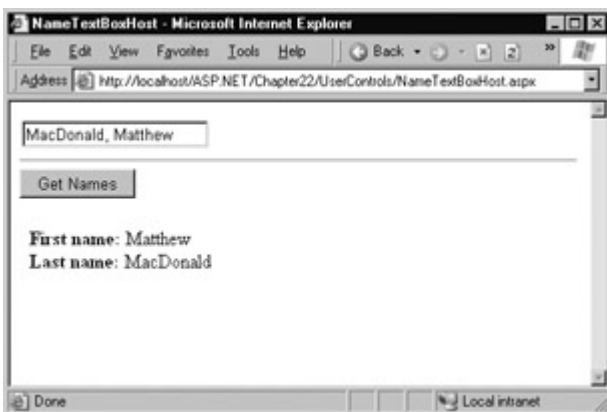 NameTextBoxHost - Microsoft Internet Explorer
File Edit View Favorites Tools Help Back »
Address http://localhost/ASP.NET/Chapter22/UserControls/NameTextBoxHost.aspx
MacDonald, Matthew
Get Names
First name: Matthew
Last name: MacDonald
Done Local intranet